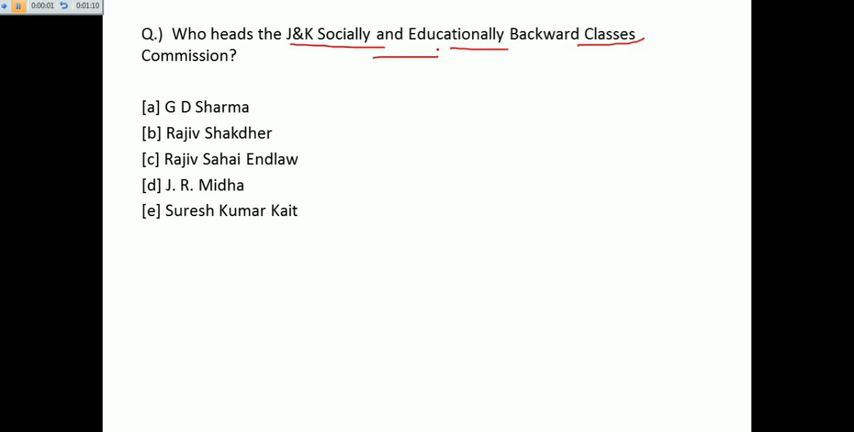 0:00:01 0:01:10
Q.) Who heads the J&K Socially and Educationally Backward Classes
Commission?
[a] G D Sharma
[b] Rajiv Shakdher
[c] Rajiv Sahai Endlaw
[d] J. R. Midha
[e] Suresh Kumar Kait